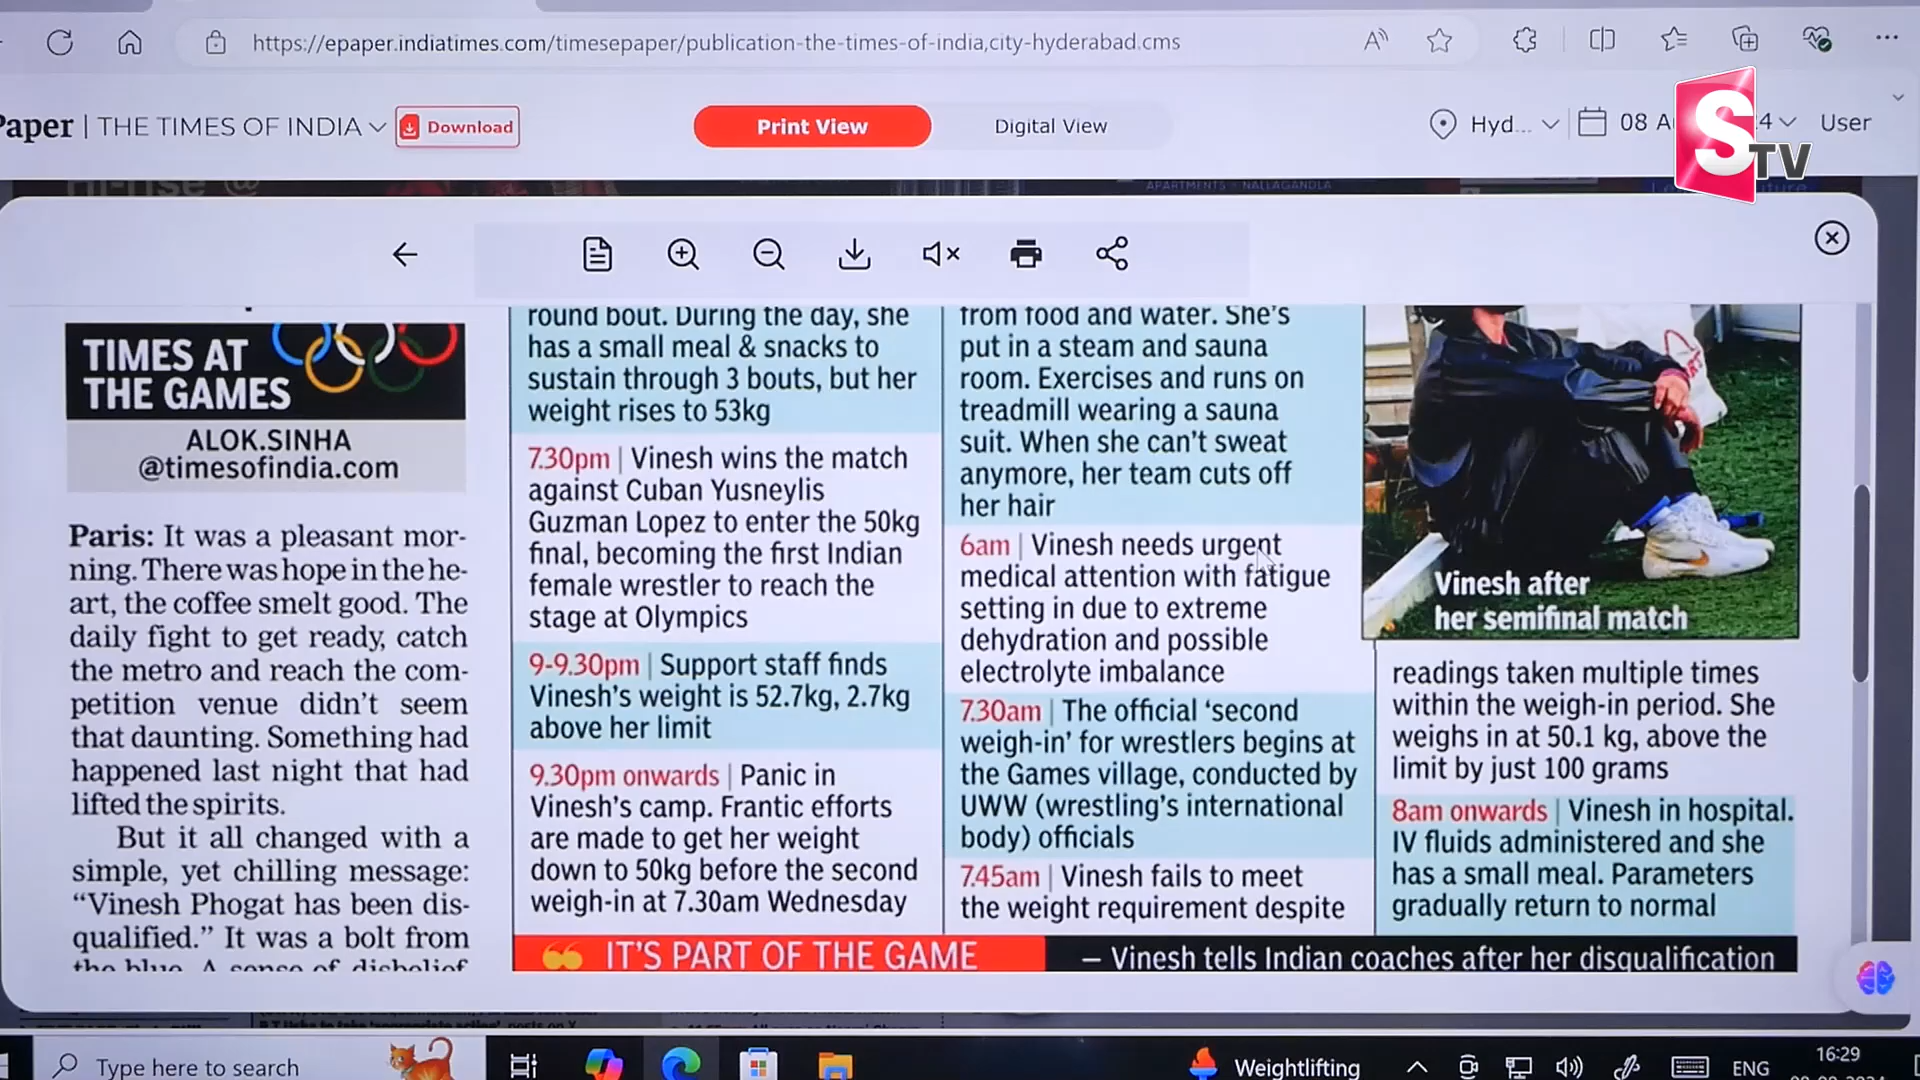 https://epaper.indiatimes.com/timesepaper/publication-the-times-of-india,city-hyderabad.cms
Paper | THE TIMES OF INDIA
Download
Print View
Digital View
Hyd...
08 A
4
User
STV
APARTMENTS - NALLAGANDLA
TIMES AT
THE GAMES
ALOK.SINHA
@timesofindia.com
Paris: It was a pleasant mor-
ning. There was hope in the he-
art, the coffee smelt good. The
daily fight to get ready, catch
the metro and reach the com-
petition venue didn't seem
that daunting. Something had
happened last night that had
lifted the spirits.
But it all changed with a
simple, yet chilling message:
“Vinesh Phogat has been dis-
qualified.” It was a bolt from
the blue. A sense of disbelief
round bout. During the day, she
has a small meal & snacks to
sustain through 3 bouts, but her
weight rises to 53kg
7.30pm | Vinesh wins the match
against Cuban Yusneylis
Guzman Lopez to enter the 50kg
final, becoming the first Indian
female wrestler to reach the
stage at Olympics
9-9.30pm | Support staff finds
Vinesh's weight is 52.7kg, 2.7kg
above her limit
9.30pm onwards | Panic in
Vinesh's camp. Frantic efforts
are made to get her weight
down to 50kg before the second
weigh-in at 7.30am Wednesday
from food and water. She's
put in a steam and sauna
room. Exercises and runs on
treadmill wearing a sauna
suit. When she can't sweat
anymore, her team cuts off
her hair
6am | Vinesh needs urgent
medical attention with fatigue
setting in due to extreme
dehydration and possible
electrolyte imbalance
7.30am | The official ‘second
weigh-in’ for wrestlers begins at
the Games village, conducted by
UWW (wrestling's international
body) officials
7.45am | Vinesh fails to meet
the weight requirement despite
Vinesh after
her semifinal match
readings taken multiple times
within the weigh-in period. She
weighs in at 50.1 kg, above the
limit by just 100 grams
8am onwards | Vinesh in hospital.
IV fluids administered and she
has a small meal. Parameters
gradually return to normal
IT'S PART OF THE GAME
— Vinesh tells Indian coaches after her disqualification
Type here to search
Weightlifting
ENG
16:29